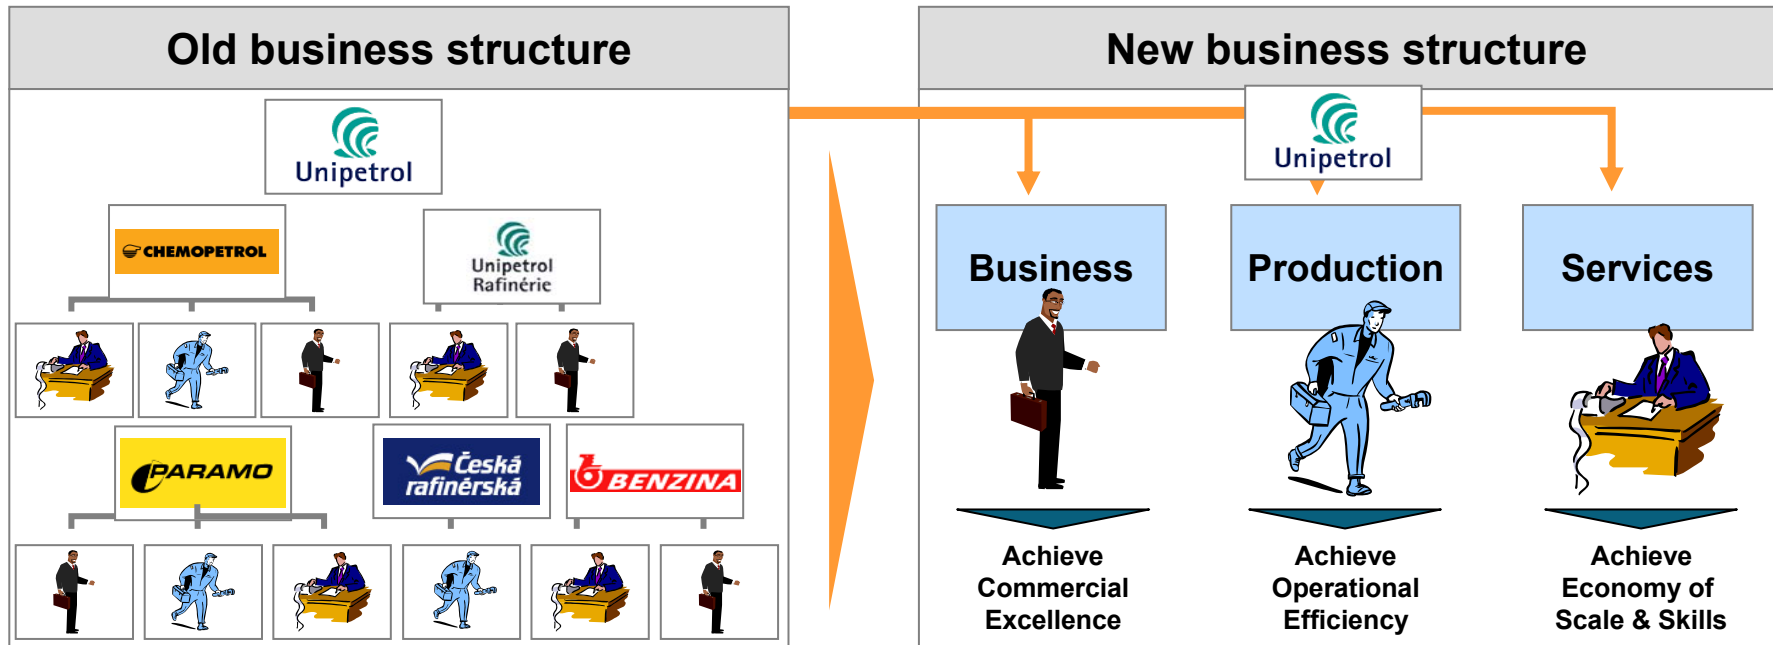 Old business structure
New business structure
Unipetrol
Unipetrol
CHEMOPETROL
Unipetrol
Rafinérie
Business
Production
Services
PARAMO
Česká
rafinérská
BENZINA
Achieve
Commercial
Excellence
Achieve
Operational
Efficiency
Achieve
Economy of
Scale & Skills